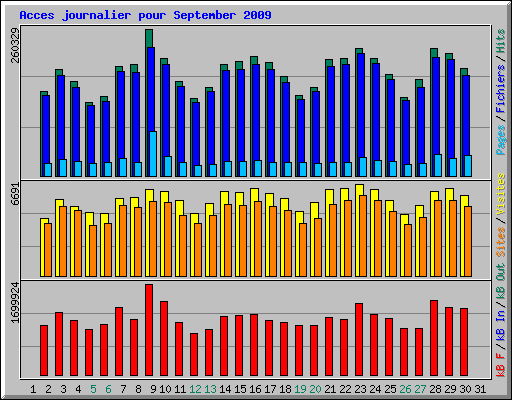 Acces journalier pour September 2009
260329
6691
1699924
Pages / Fichiers / Hits
Sites / Visites
kB F / kB In / kB Out
1 2 3 4 5 6 7 8 9 10 11 12 13 14 15 16 17 18 19 20 21 22 23 24 25 26 27 28 29 30 31